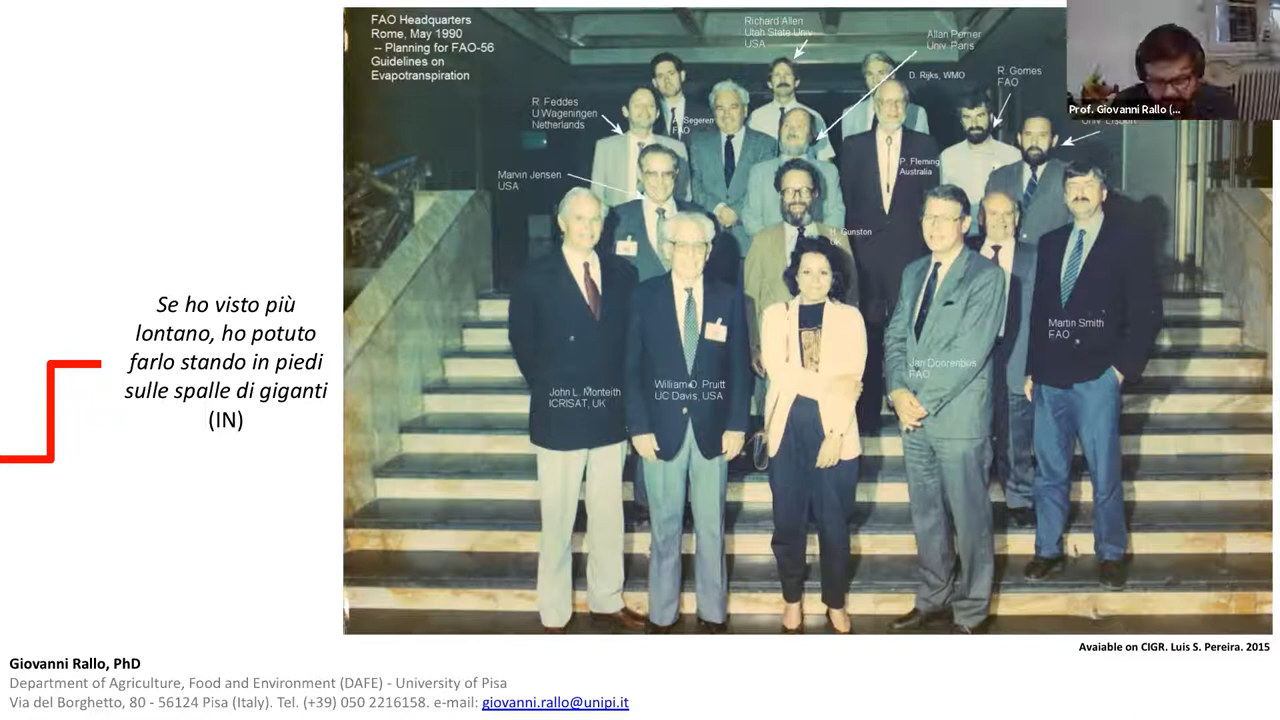 FAO Headquarters
Rome, May 1990
-- Planning for FAO-56
Guidelines on
Evapotranspiration
Richard Allen
Utah State Univ.
USA
Allan Perrier
Univ. Paris
D. Rijks, WMO
R. Gomes
FAO
Prof. Giovanni Rallo (...
R. Feddes
U.Wageningen
Netherlands
Segeren
FAO
P. Fleming
Australia
Marvin Jensen
USA
H. Gunston
UK
Martin Smith
FAO
Jan Doorenbos
FAO
John L. Monteith
ICRISAT, UK
William O. Pruitt
UC Davis, USA
Se ho visto più
lontano, ho potuto
farlo stando in piedi
sulle spalle di giganti
(IN)
Avaiable on CIGR. Luis S. Pereira. 2015
Giovanni Rallo, PhD
Department of Agriculture, Food and Environment (DAFE) - University of Pisa
Via del Borghetto, 80 - 56124 Pisa (Italy). Tel. (+39) 050 2216158. e-mail: giovanni.rallo@unipi.it